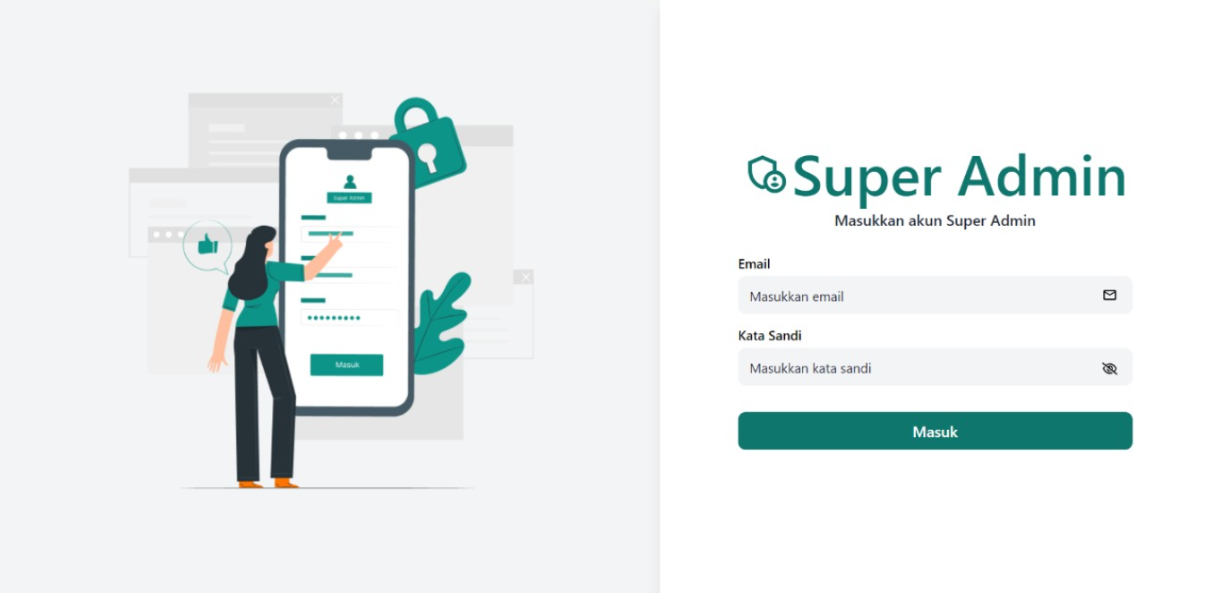 Super Admin
Masuk
Super Admin
Masukkan akun Super Admin
Email
Masukkan email
Kata Sandi
Masukkan kata sandi
Masuk